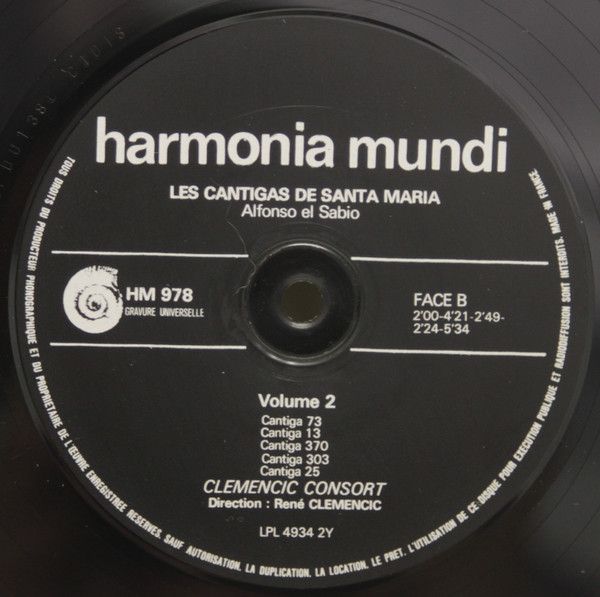 harmonia mundi
LES CANTIGAS DE SANTA MARIA
Alfonso el Sabio
HM 978
GRAVURE UNIVERSELLE
FACE B
2'00-4'21-2'49-
2'24-5'34
Volume 2
Cantiga 73
Cantiga 13
Cantiga 370
Cantiga 303
Cantiga 25
CLEMENCIC CONSORT
Direction : René CLEMENCIC
LPL 4934 2Y
TOUS DROITS DU PRODUCTEUR PHONOGRAPHIQUE ET DU PROPRIETAIRE DE L'ŒUVRE ENREGISTREE RESERVES. SAUF AUTORISATION, LA DUPLICATION, LA LOCATION, LE PRET, L'UTILISATION DE CE DISQUE POUR EXECUTION PUBLIQUE ET RADIODIFFUSION SONT INTERDITS. MADE IN FRANCE.